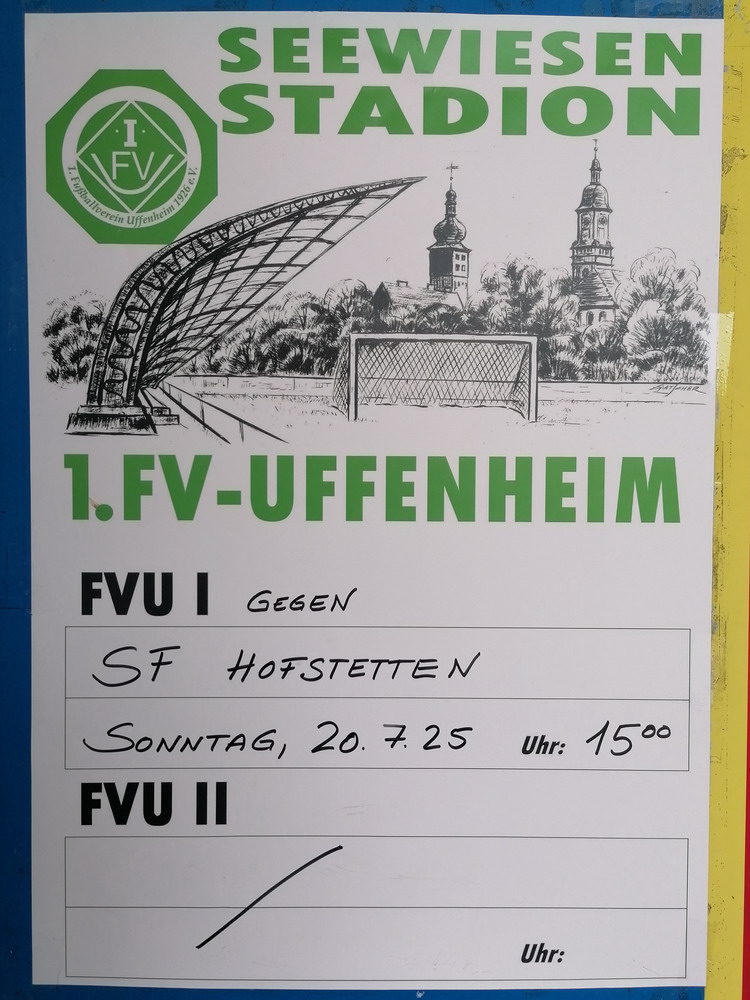 SEEWIESEN
STADION
I
FV
1. Fußballverein Uffenheim 1926 e.V.
1.FV-UFFENHEIM
FVU I GEGEN
SF HOFSTETTEN
SONNTAG, 20. 7. 25 Uhr: 15⁰⁰
FVU II
Uhr: